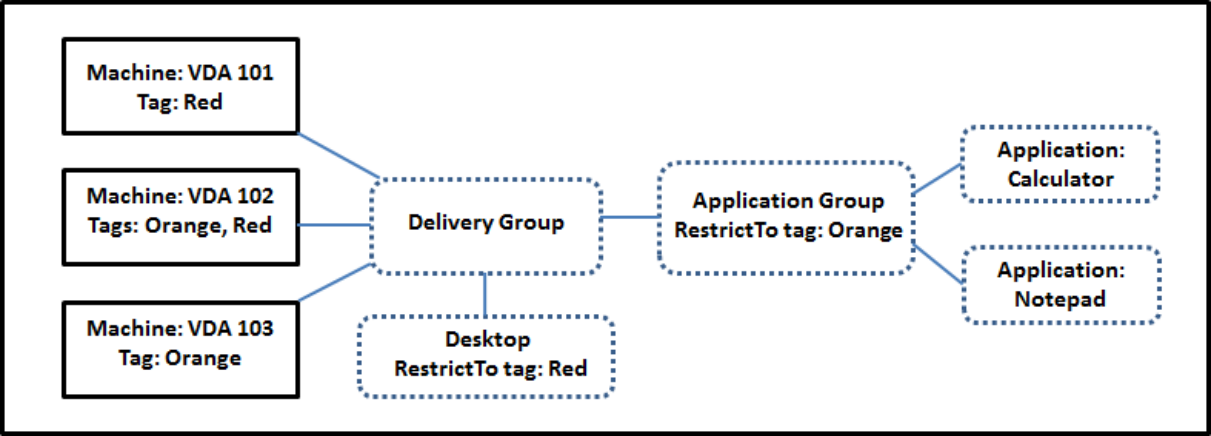 Machine: VDA 101
Tag: Red
Machine: VDA 102
Tags: Orange, Red
Machine: VDA 103
Tag: Orange
Delivery Group
Desktop
RestrictTo tag: Red
Application Group
RestrictTo tag: Orange
Application:
Calculator
Application:
Notepad